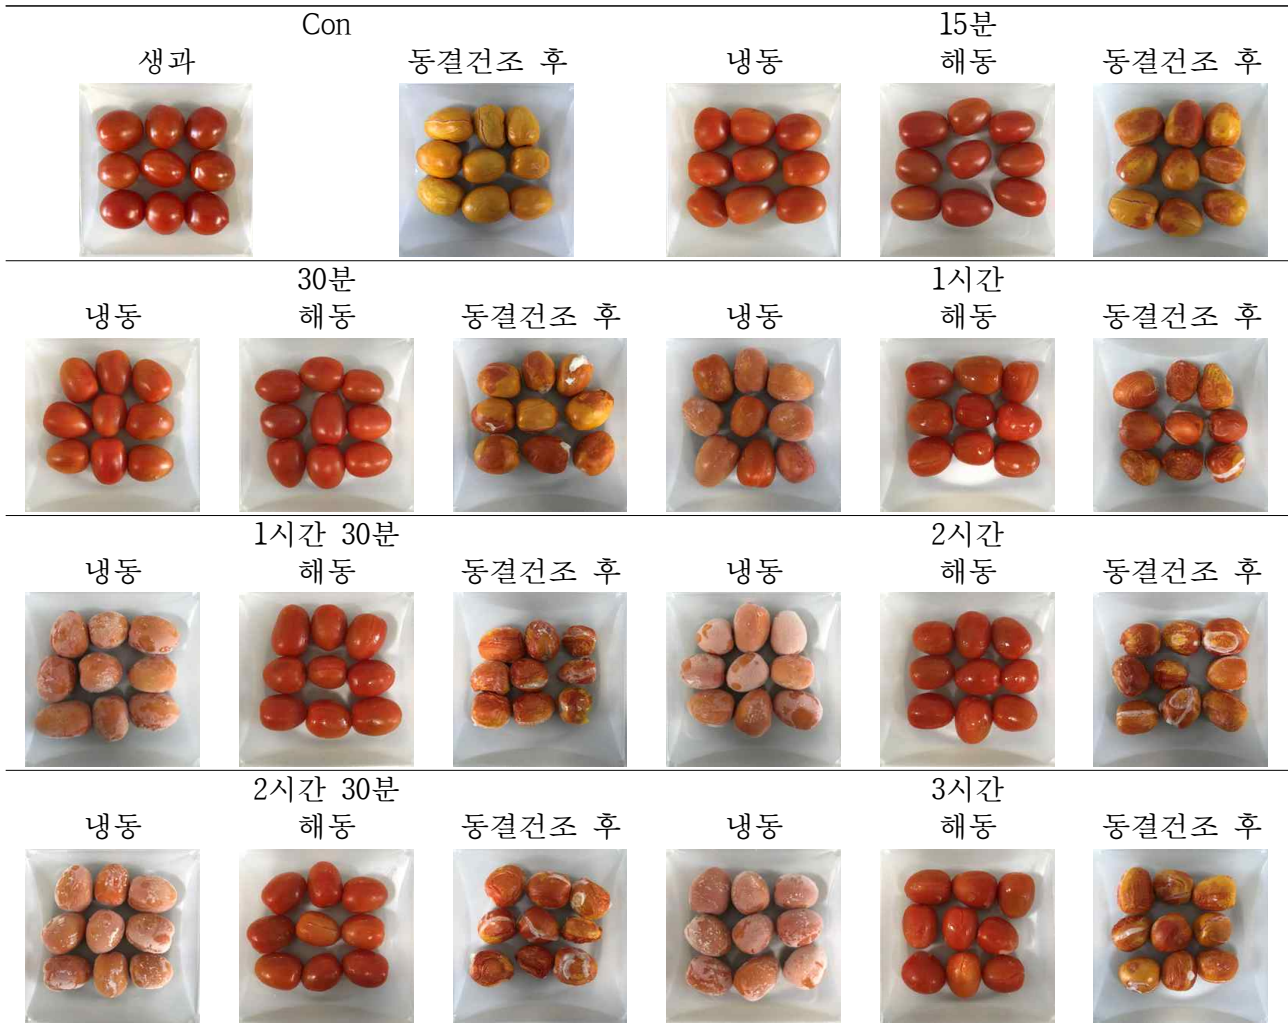 Con 15분
생과 동결건조 후 냉동 해동 동결건조 후
30분 1시간
냉동 해동 동결건조 후 냉동 해동 동결건조 후
1시간 30분 2시간
냉동 해동 동결건조 후 냉동 해동 동결건조 후
2시간 30분 3시간
냉동 해동 동결건조 후 냉동 해동 동결건조 후